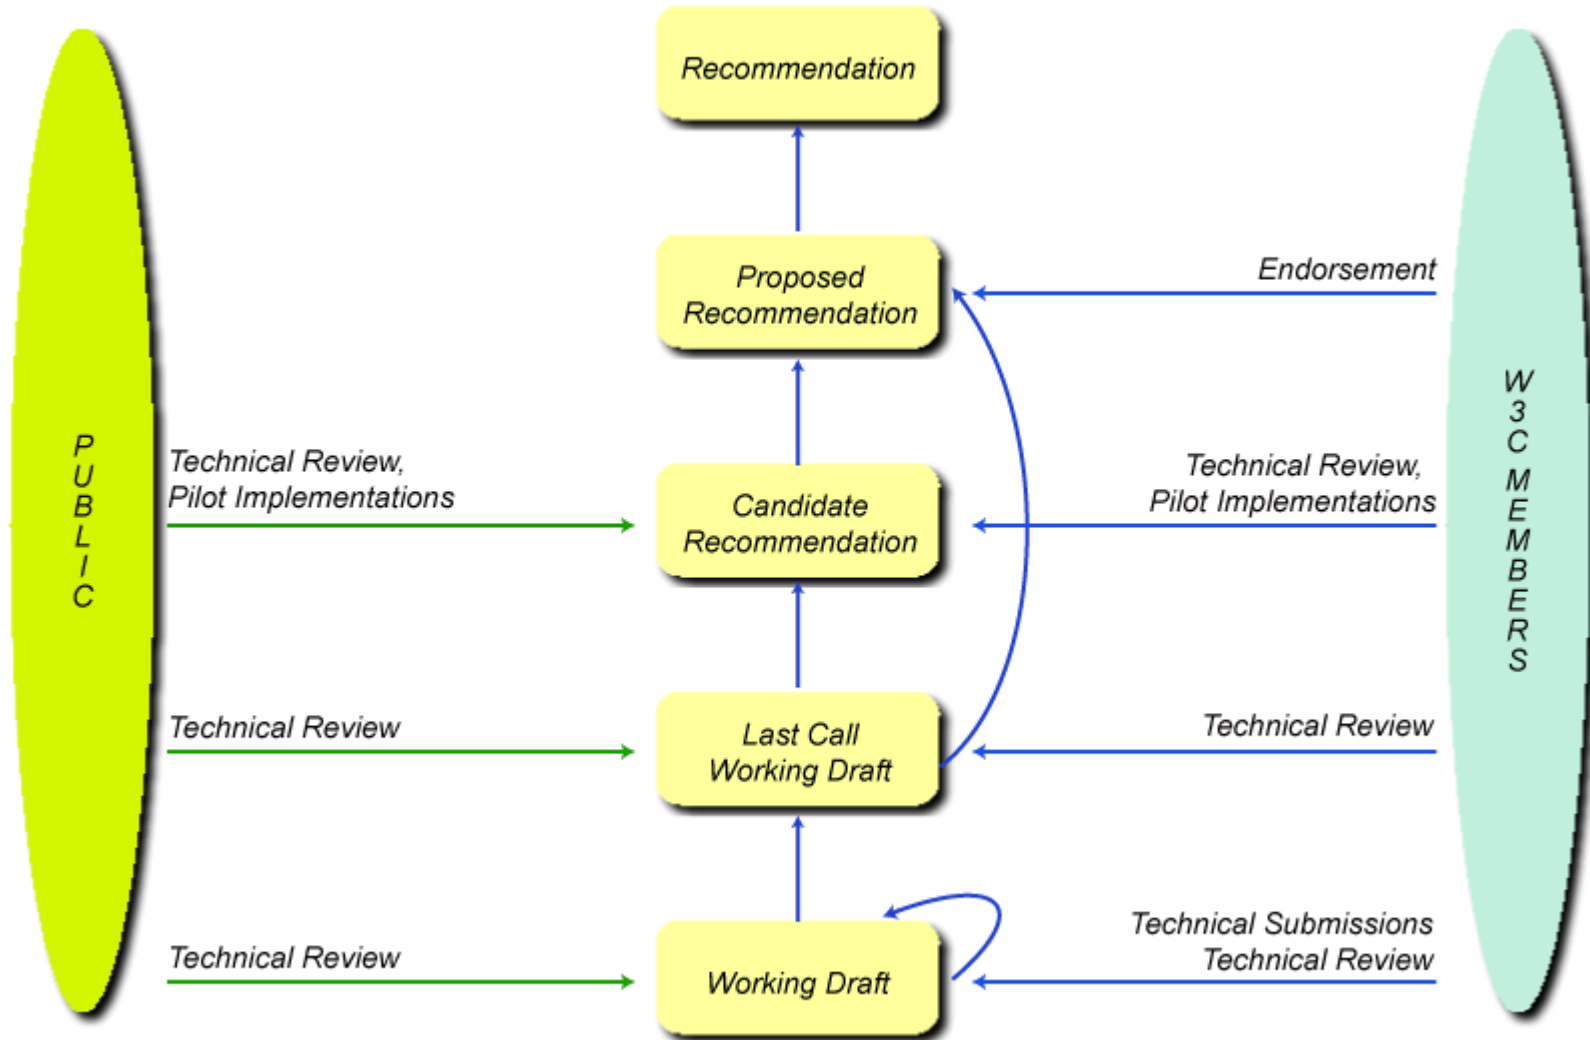 Recommendation
Proposed
Recommendation
Endorsement
PUBLIC
W3C MEMBERS
Technical Review,
Pilot Implementations
Candidate
Recommendation
Technical Review,
Pilot Implementations
Technical Review
Last Call
Working Draft
Technical Review
Technical Review
Working Draft
Technical Submissions
Technical Review